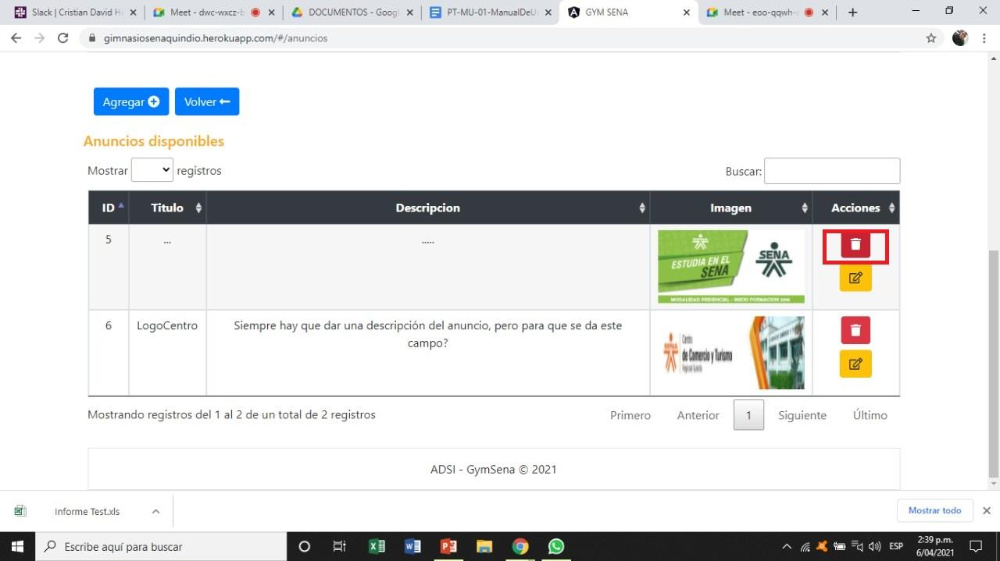 Slack | Cristian David H
Meet - dwc-wxcz-b
DOCUMENTOS - Googl
PT-MU-01-ManualDeU
GYM SENA
Meet - eoo-qqwh-
gimnasiosenaquindio.herokuapp.com/#/anuncios
Agregar
Volver
Anuncios disponibles
Mostrar registros
Buscar:
ID Titulo Descripcion Imagen Acciones
5 ... .....
ESTUDIA EN EL
SENA
SENA
MODALIDAD PRESENCIAL - INICIO FORMACION 2019
6 LogoCentro Siempre hay que dar una descripción del anuncio, pero para que se da este
campo?
SENA
Centro
de Comercio y Turismo
Regional Quindío
Mostrando registros del 1 al 2 de un total de 2 registros
Primero Anterior 1 Siguiente Último
ADSI - GymSena © 2021
Informe Test.xls
Mostrar todo
Escribe aquí para buscar
ESP
2:39 p.m.
6/04/2021